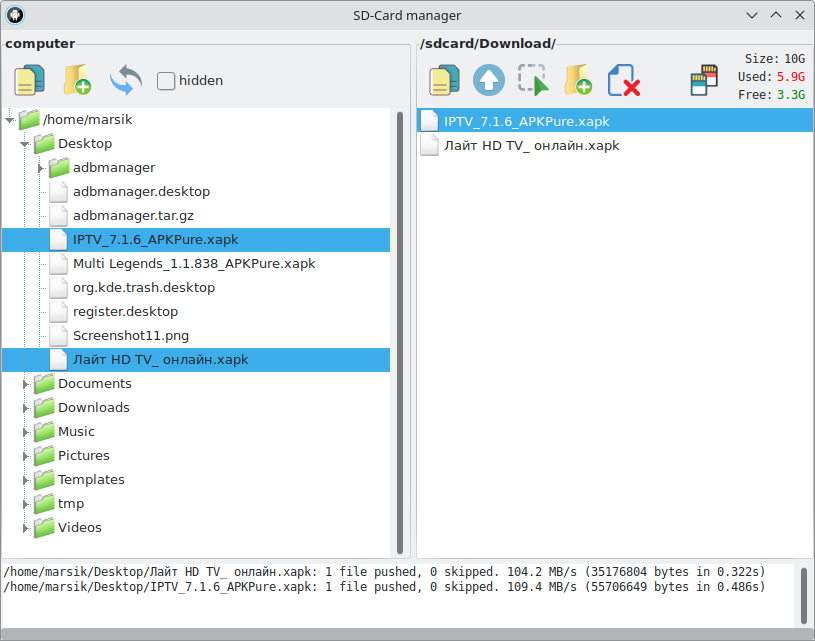 SD-Card manager
computer
hidden
/home/marsik
Desktop
adbmanager
adbmanager.desktop
adbmanager.tar.gz
IPTV_7.1.6_APKPure.xapk
Multi Legends_1.1.838_APKPure.xapk
org.kde.trash.desktop
register.desktop
Screenshot11.png
Лайт HD TV_ онлайн.xapk
Documents
Downloads
Music
Pictures
Templates
tmp
Videos
/sdcard/Download/
Size: 10G
Used: 5.9G
Free: 3.3G
IPTV_7.1.6_APKPure.xapk
Лайт HD TV_ онлайн.xapk
/home/marsik/Desktop/Лайт HD TV_ онлайн.xapk: 1 file pushed, 0 skipped. 104.2 MB/s (35176804 bytes in 0.322s)
/home/marsik/Desktop/IPTV_7.1.6_APKPure.xapk: 1 file pushed, 0 skipped. 109.4 MB/s (55706649 bytes in 0.486s)